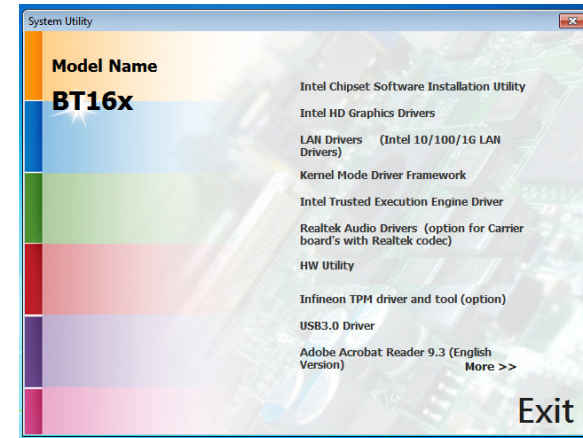 System Utility
Model Name
BT16x
Intel Chipset Software Installation Utility
Intel HD Graphics Drivers
LAN Drivers (Intel 10/100/1G LAN
Drivers)
Kernel Mode Driver Framework
Intel Trusted Execution Engine Driver
Realtek Audio Drivers (option for Carrier
board's with Realtek codec)
HW Utility
Infineon TPM driver and tool (option)
USB3.0 Driver
Adobe Acrobat Reader 9.3 (English
Version)
More >>
Exit